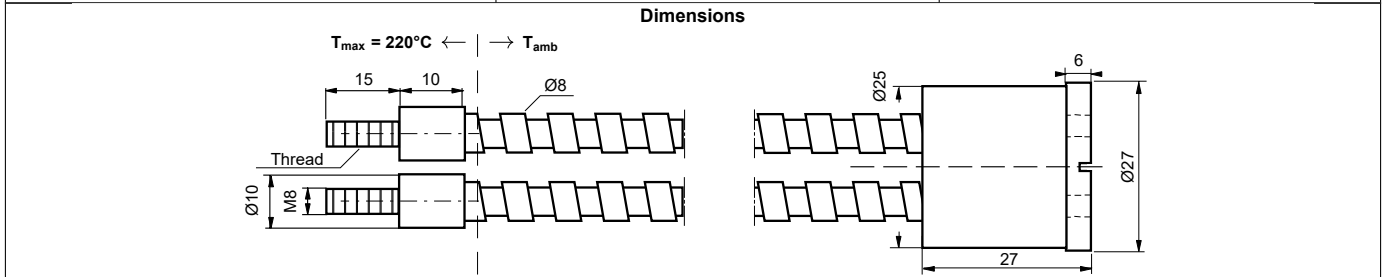 Dimensions
Tmax = 220°C
Tamb
15
10
Ø8
Ø25
6
Thread
Ø10
M8
Ø27
27